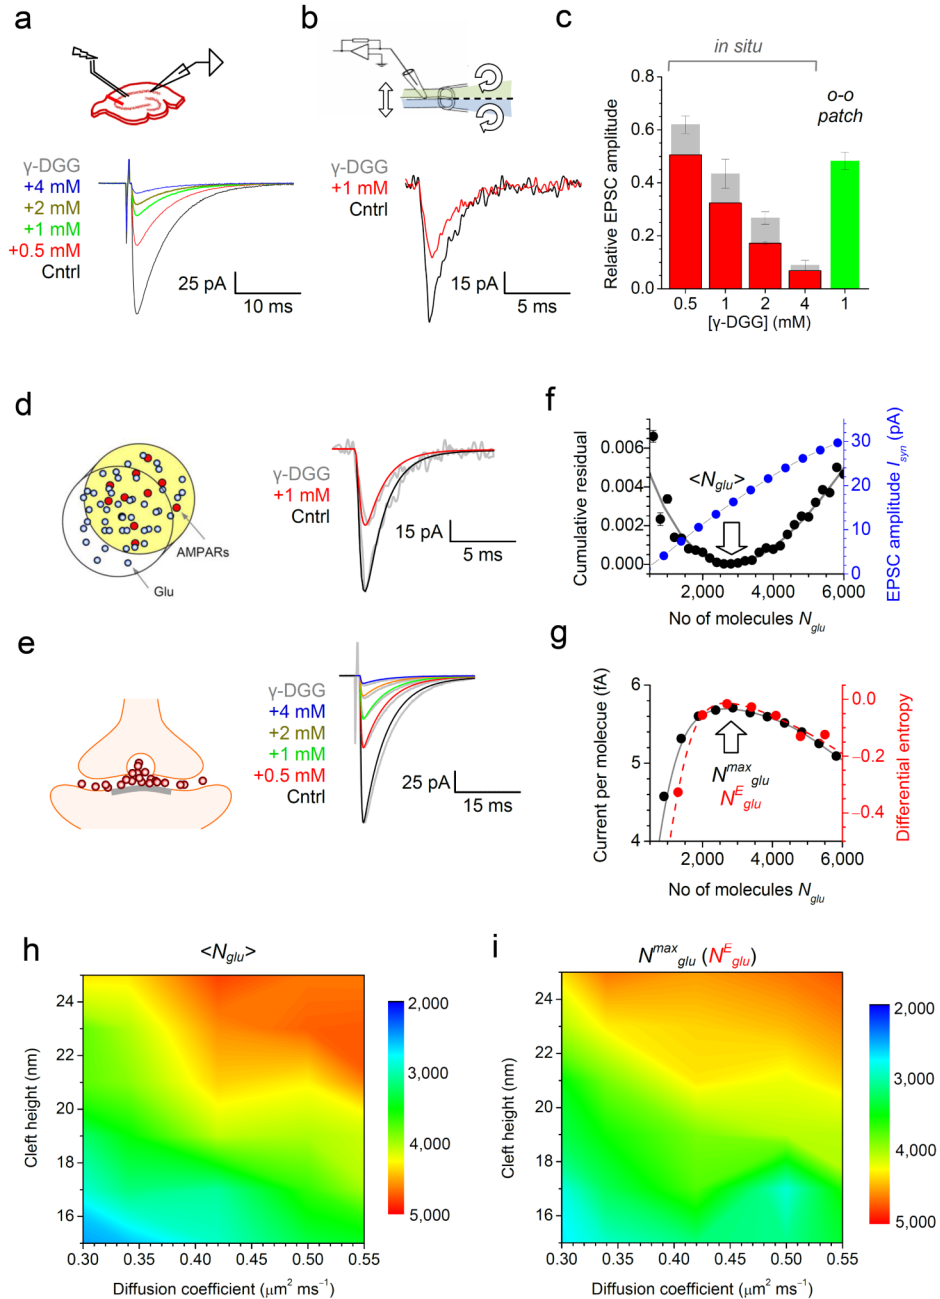 a
γ-DGG
+4 mM
+2 mM
+1 mM
+0.5 mM
Cntrl
25 pA
10 ms
b
γ-DGG
+1 mM
Cntrl
15 pA
5 ms
c
in situ
o-o
patch
Relative EPSC amplitude
0.8
0.6
0.4
0.2
0.0
0.5 1 2 4 1
[γ-DGG] (mM)
d
AMPARs
Glu
γ-DGG
+1 mM
Cntrl
15 pA
5 ms
e
γ-DGG
+4 mM
+2 mM
+1 mM
+0.5 mM
Cntrl
25 pA
15 ms
f
Cumulative residual
0.006
0.004
0.002
0.000
<Nglu>
EPSC amplitude Isyn (pA)
30
20
10
0
2,000 4,000 6,000
No of molecules Nglu
g
Current per molecue (fA)
6
5
4
N^max glu
N^E glu
Differential entropy
0.0
−0.2
−0.4
2,000 4,000 6,000
No of molecules Nglu
h
<Nglu>
Cleft height (nm)
24
22
20
18
16
0.30 0.35 0.40 0.45 0.50 0.55
Diffusion coefficient (μm² ms⁻¹)
2,000
3,000
4,000
5,000
i
N^max glu (N^E glu)
Cleft height (nm)
24
22
20
18
16
0.30 0.35 0.40 0.45 0.50 0.55
Diffusion coefficient (μm² ms⁻¹)
2,000
3,000
4,000
5,000